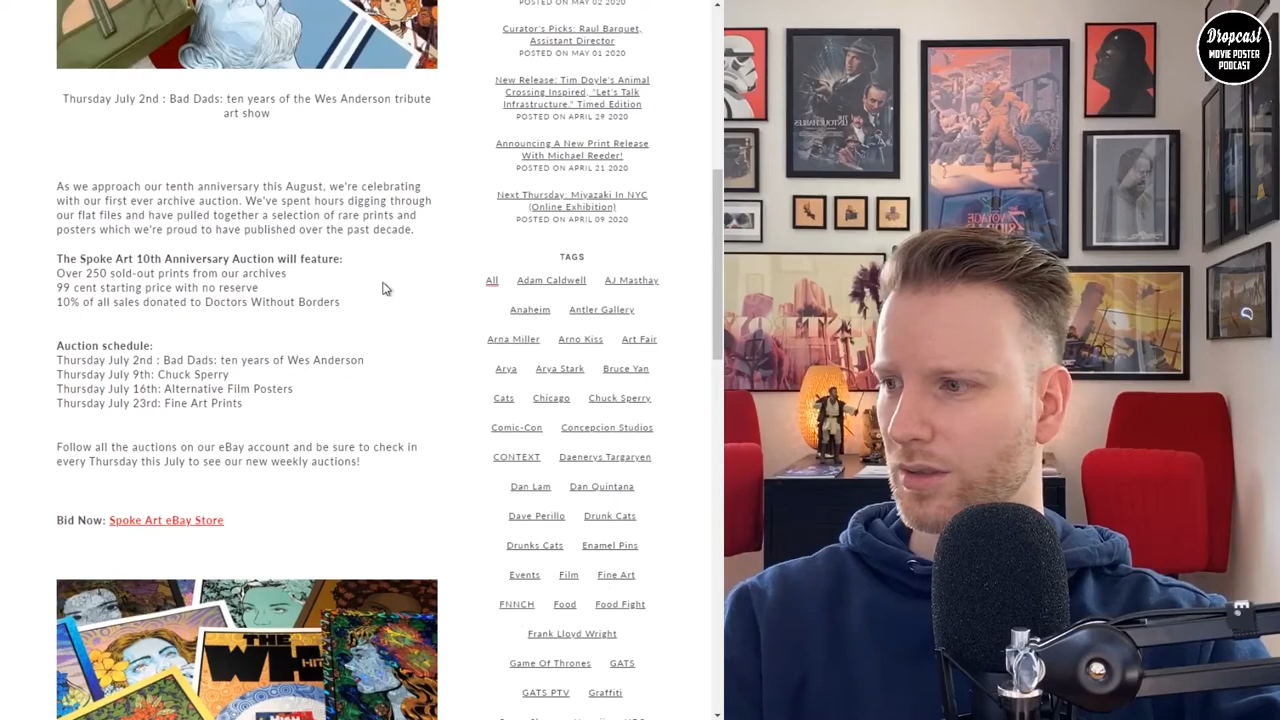 Thursday July 2nd : Bad Dads: ten years of the Wes Anderson tribute
art show
As we approach our tenth anniversary this August, we're celebrating
with our first ever archive auction. We've spent hours digging through
our flat files and have pulled together a selection of rare prints and
posters which we're proud to have published over the past decade.
The Spoke Art 10th Anniversary Auction will feature:
Over 250 sold-out prints from our archives
99 cent starting price with no reserve
10% of all sales donated to Doctors Without Borders
Auction schedule:
Thursday July 2nd : Bad Dads: ten years of Wes Anderson
Thursday July 9th: Chuck Sperry
Thursday July 16th: Alternative Film Posters
Thursday July 23rd: Fine Art Prints
Follow all the auctions on our eBay account and be sure to check in
every Thursday this July to see our new weekly auctions!
Bid Now: Spoke Art eBay Store
THE
WH
HIT
POSTED ON MAY 02 2020
Curator's Picks: Raul Barquet,
Assistant Director
POSTED ON MAY 01 2020
New Release: Tim Doyle's Animal
Crossing Inspired, "Let's Talk
Infrastructure," Timed Edition
POSTED ON APRIL 29 2020
Announcing A New Print Release
With Michael Reeder!
POSTED ON APRIL 21 2020
Next Thursday: Miyazaki In NYC
(Online Exhibition)
POSTED ON APRIL 09 2020
TAGS
All Adam Caldwell AJ Masthay
Anaheim Antler Gallery
Arna Miller Arno Kiss Art Fair
Arya Arya Stark Bruce Yan
Cats Chicago Chuck Sperry
Comic-Con Concepcion Studios
CONTEXT Daenerys Targaryen
Dan Lam Dan Quintana
Dave Perillo Drunk Cats
Drunks Cats Enamel Pins
Events Film Fine Art
FNNCH Food Food Fight
Frank Lloyd Wright
Game Of Thrones GATS
GATS PTV Graffiti
Dropcast
MOVIE POSTER
PODCAST
UNTOUCHABLES